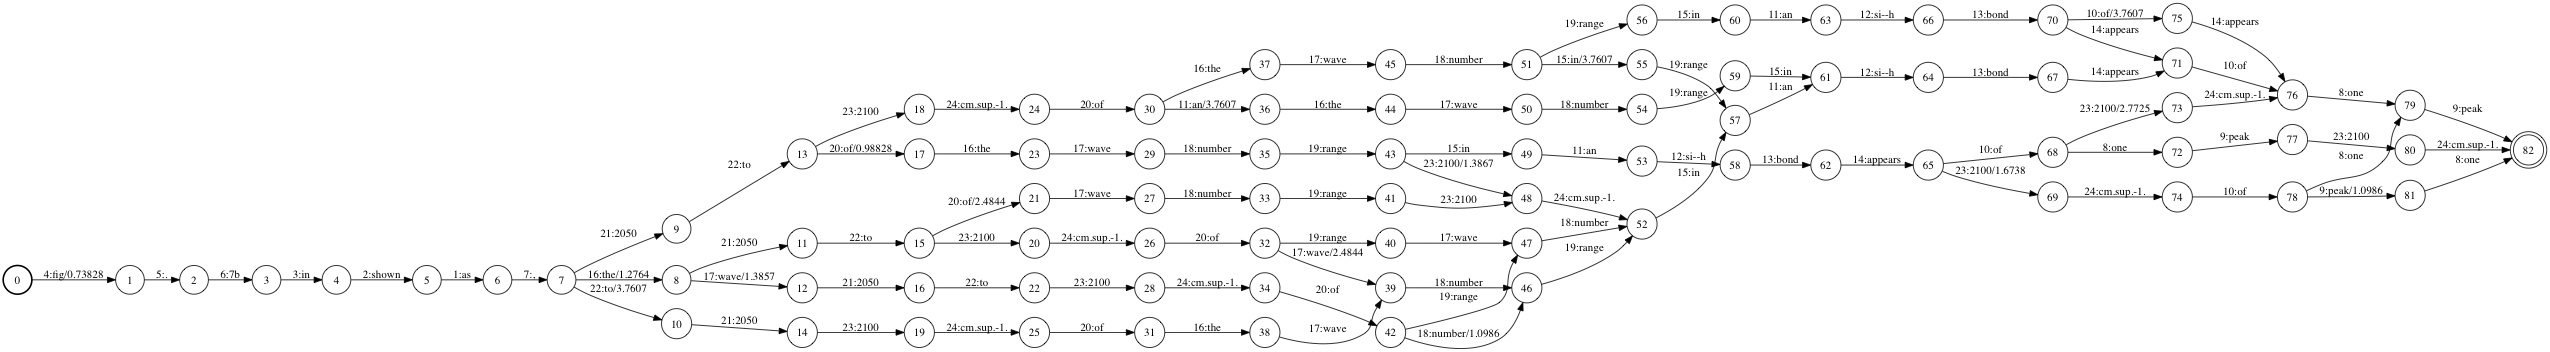 0 4:fig/0.73828 1 5:. 2 6:7b 3 3:in 4 2:shown 5 1:as 6 7:, 7
21:2050 9 22:to 13
16:the/1.2764 8
22:to/3.7607 10 21:2050 14 23:2100 19 24:cm.sup.-1. 25 20:of 31 16:the 38 17:wave
23:2100 18 24:cm.sup.-1. 24 20:of 30
16:the 37 17:wave 45 18:number 51
11:an/3.7607 36 16:the 44 17:wave 50 18:number 54 19:range 59 15:in 61
19:range 56 15:in 60 11:an 63 12:si--h 66 13:bond 70 10:of/3.7607 75 14:appears
14:appears 71 10:of 76 8:one 79 9:peak 82
15:in/3.7607 55 19:range 57 11:an
12:si--h 64 13:bond 67 14:appears
20:of/0.98828 17 16:the 23 17:wave 29 18:number 35 19:range 43 15:in 49 11:an 53 12:si--h 58 13:bond 62 14:appears 65
23:2100/1.3867 48 24:cm.sup.-1. 52 15:in
21:2050 11 22:to 15
20:of/2.4844 21 17:wave 27 18:number 33 19:range 41 23:2100
23:2100 20 24:cm.sup.-1. 26 20:of 32 19:range 40 17:wave 47 18:number
17:wave/2.4844 39 18:number 46 19:range
17:wave/1.3857 12 21:2050 16 22:to 22 23:2100 28 24:cm.sup.-1. 34 20:of 42
19:range
18:number/1.0986
10:of 68 23:2100/2.7725 73 24:cm.sup.-1.
8:one 72 9:peak 77 23:2100 80 24:cm.sup.-1.
23:2100/1.6738 69 24:cm.sup.-1. 74 10:of 78 8:one
9:peak/1.0986 81 8:one